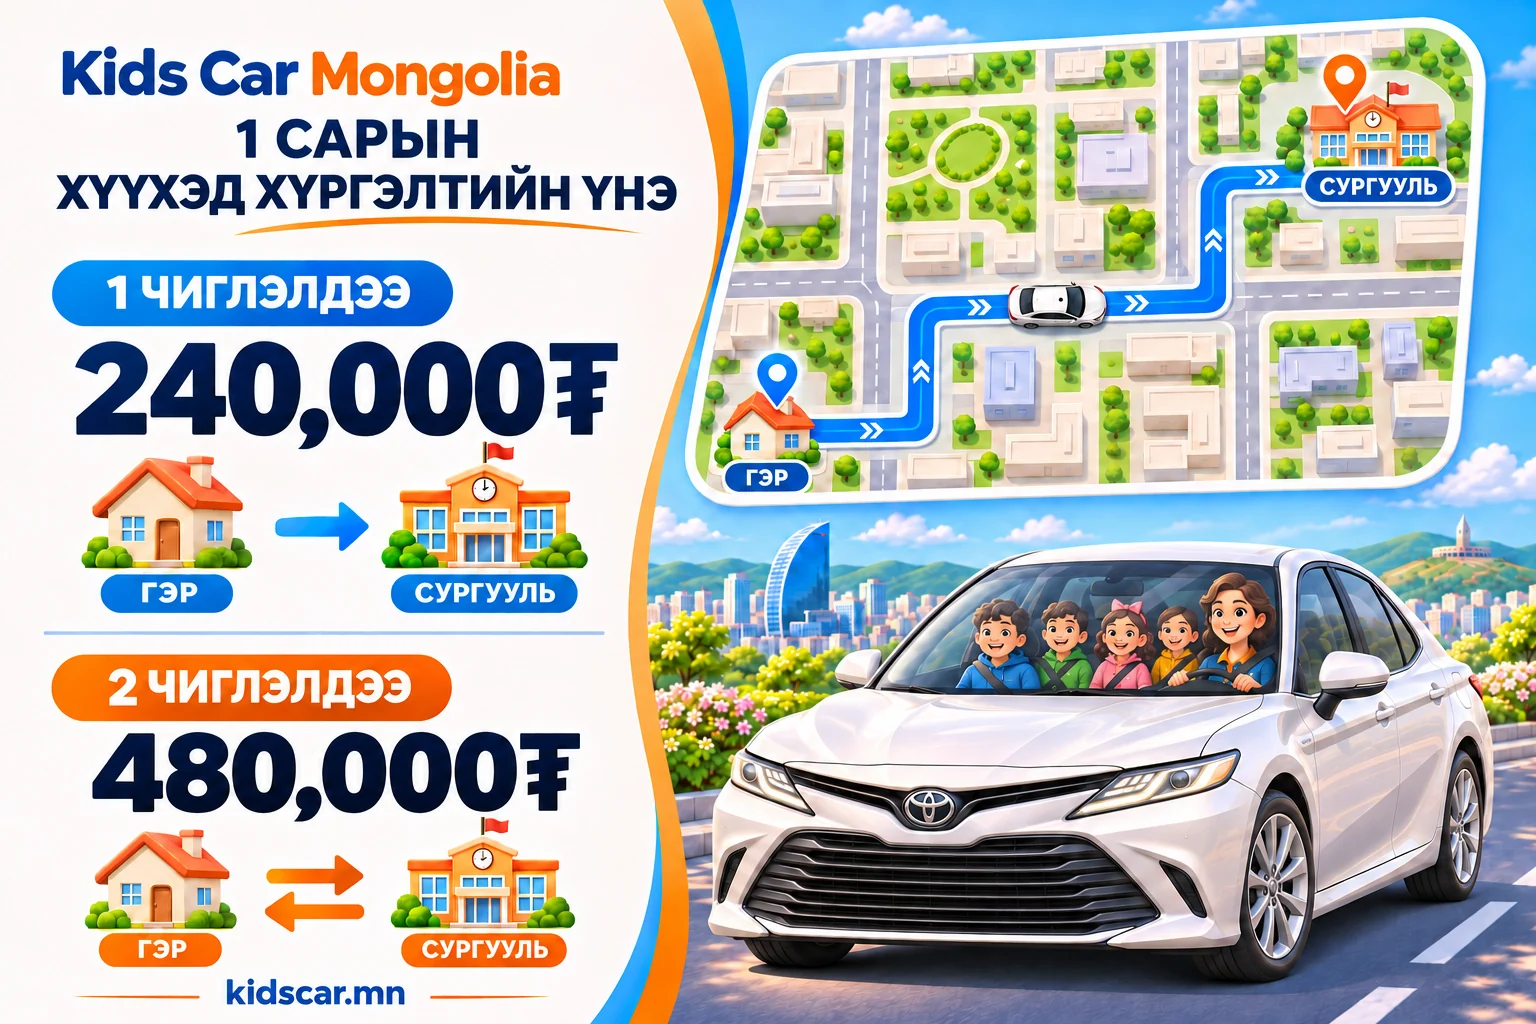 Kids Car Mongolia
1 САРЫН
ХҮҮХЭД ХҮРГЭЛТИЙН ҮНЭ
1 ЧИГЛЭЛДЭЭ
240,000₮
ГЭР
СУРГУУЛЬ
2 ЧИГЛЭЛДЭЭ
480,000₮
ГЭР
СУРГУУЛЬ
kidscar.mn
СУРГУУЛЬ
ГЭР